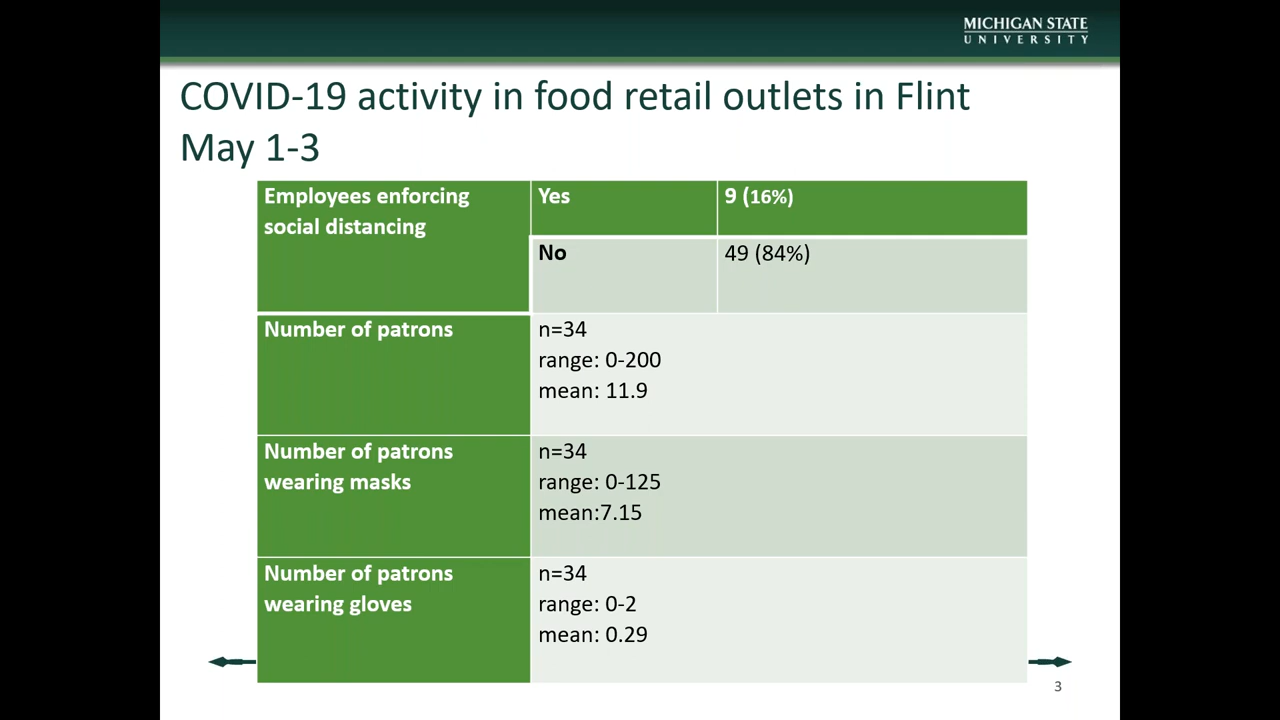 MICHIGAN STATE
UNIVERSITY
COVID-19 activity in food retail outlets in Flint
May 1-3
Employees enforcing
social distancing
Yes
9 (16%)
No
49 (84%)
Number of patrons
n=34
range: 0-200
mean: 11.9
Number of patrons
wearing masks
n=34
range: 0-125
mean:7.15
Number of patrons
wearing gloves
n=34
range: 0-2
mean: 0.29
3